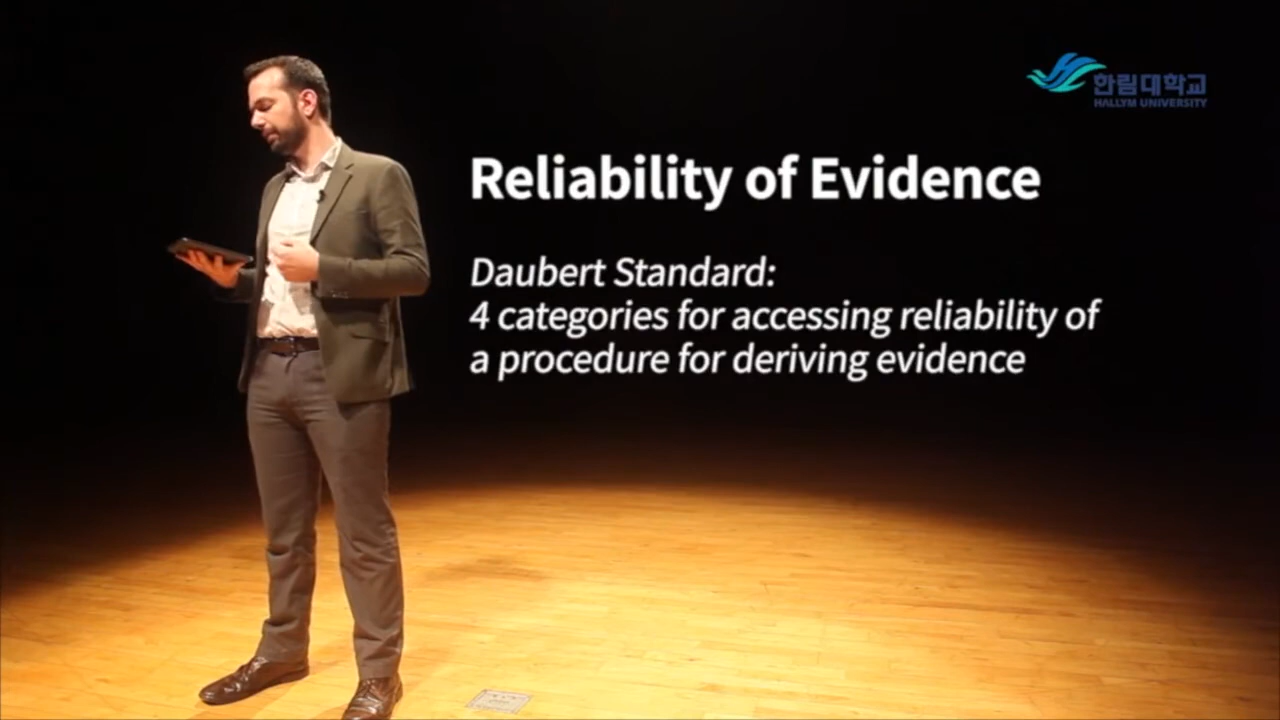 한림대학교
HALLYM UNIVERSITY
Reliability of Evidence
Daubert Standard:
4 categories for accessing reliability of
a procedure for deriving evidence